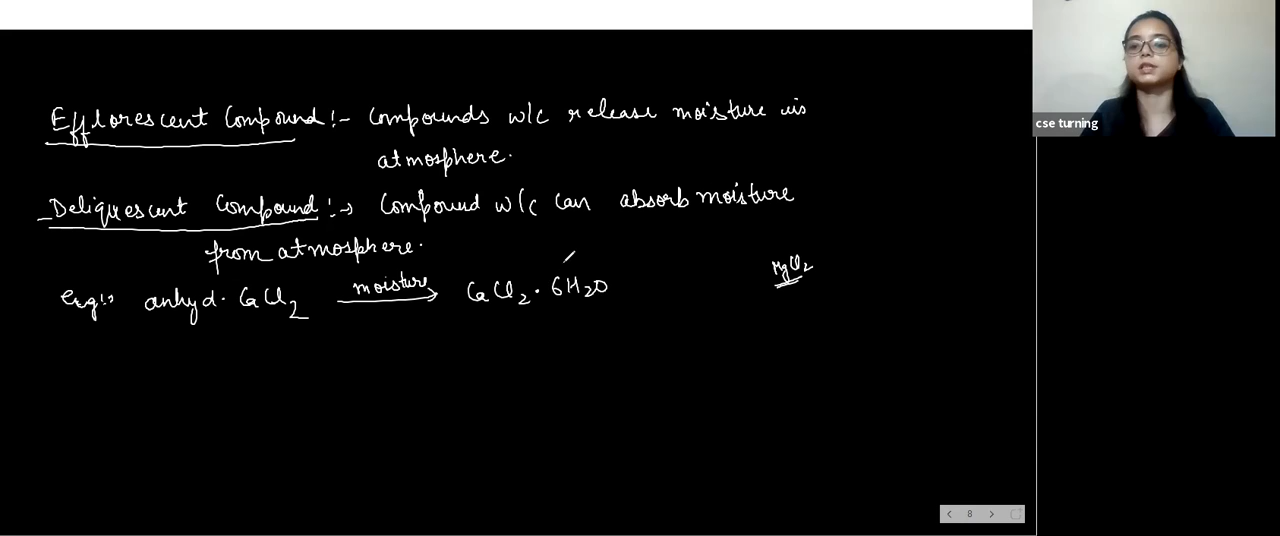 Efflorescent Compound :- Compounds w/c release moisture in
atmosphere.
Deliquescent Compound :-> Compound w/c can absorb moisture
from atmosphere.
eg:- anhyd. CaCl2 moisture → CaCl2 . 6H2O
MgCl2
cse turning
8